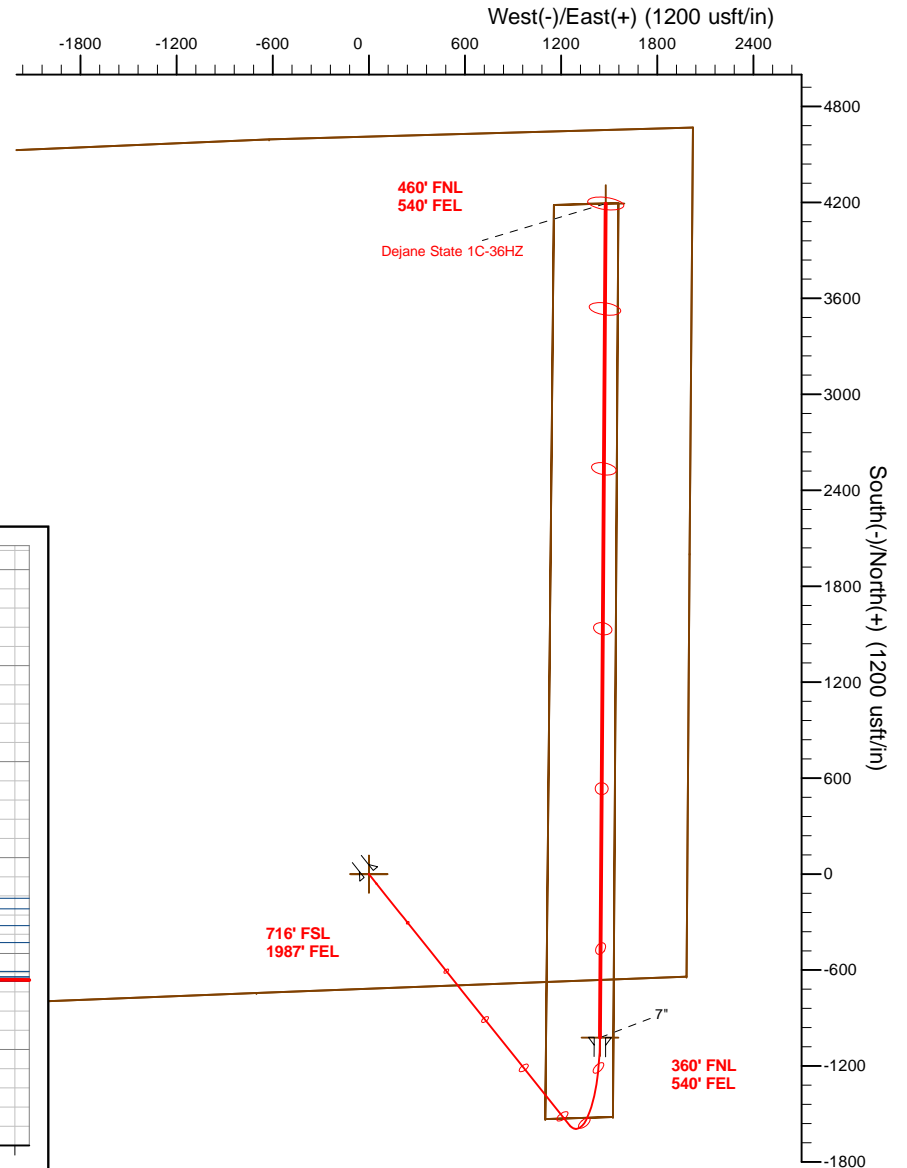 West(-)/East(+) (1200 usft/in)
-1800 -1200 -600 0 600 1200 1800 2400
4800
460' FNL
540' FEL
4200
Dejane State 1C-36HZ
3600
3000
2400
South(-)/North(+) (1200 usft/in)
1800
1200
600
0
716' FSL
1987' FEL
-600
7"
360' FNL
540' FEL
-1200
-1800